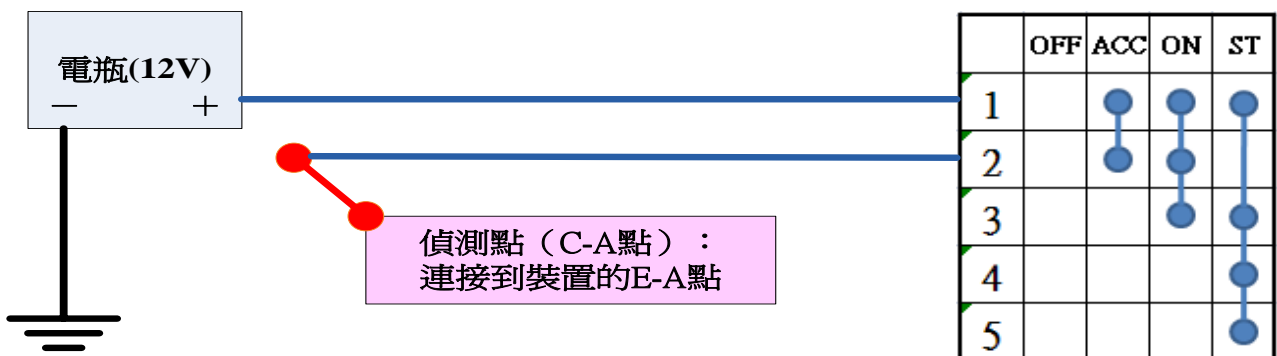 電瓶(12V)
— +
偵測點（C-A點）：
連接到裝置的E-A點
OFF ACC ON ST
1
2
3
4
5